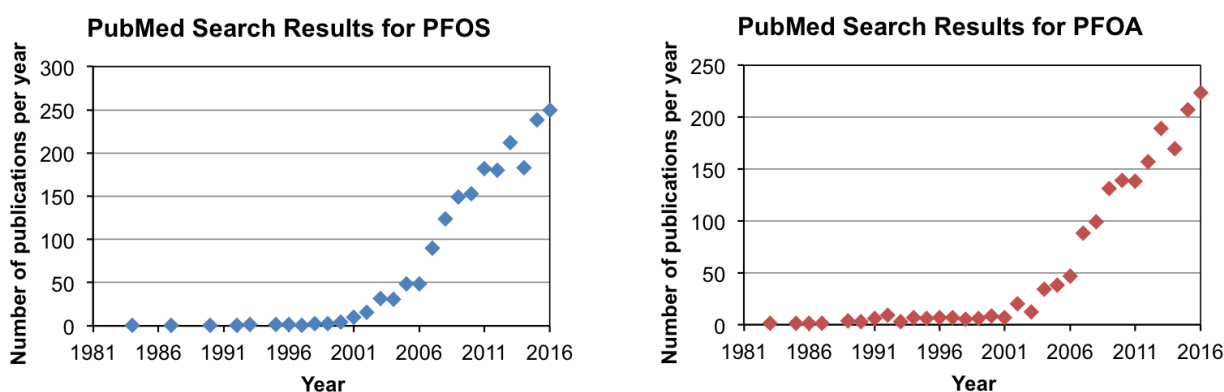 PubMed Search Results for PFOS
Number of publications per year
300
250
200
150
100
50
0
1981 1986 1991 1996 2001 2006 2011 2016
Year
PubMed Search Results for PFOA
Number of publications per year
250
200
150
100
50
0
1981 1986 1991 1996 2001 2006 2011 2016
Year